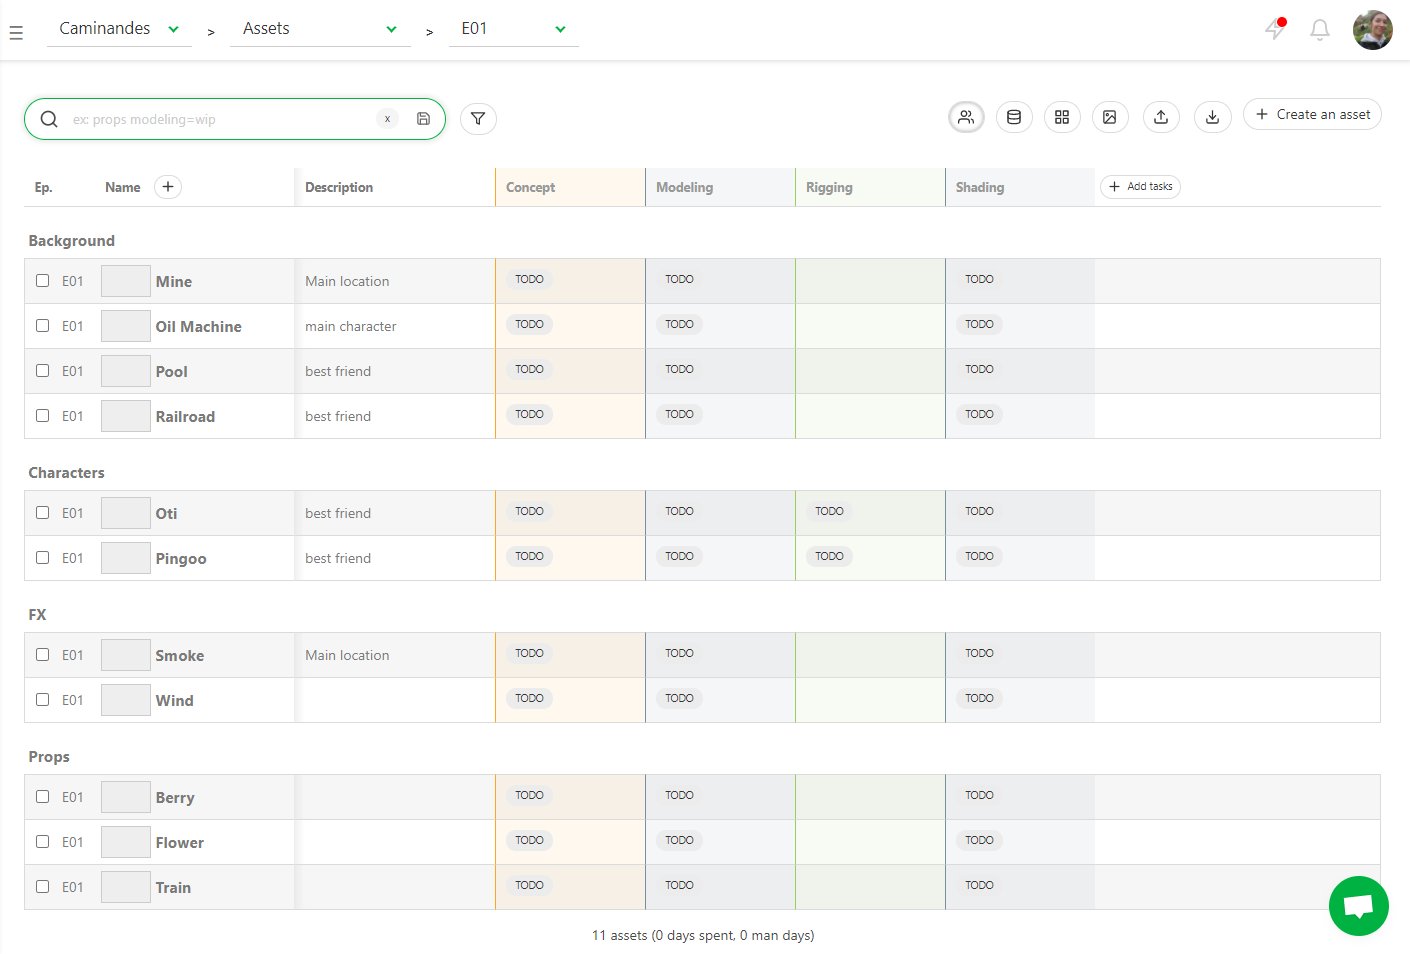 Caminandes > Assets > E01
ex: props modeling=wip x
+ Create an asset
Ep. Name + Description Concept Modeling Rigging Shading + Add tasks
Background
E01 Mine Main location TODO TODO TODO
E01 Oil Machine main character TODO TODO TODO
E01 Pool best friend TODO TODO TODO
E01 Railroad best friend TODO TODO TODO
Characters
E01 Oti best friend TODO TODO TODO TODO
E01 Pingoo best friend TODO TODO TODO TODO
FX
E01 Smoke Main location TODO TODO TODO
E01 Wind TODO TODO TODO
Props
E01 Berry TODO TODO TODO
E01 Flower TODO TODO TODO
E01 Train TODO TODO TODO
11 assets (0 days spent, 0 man days)